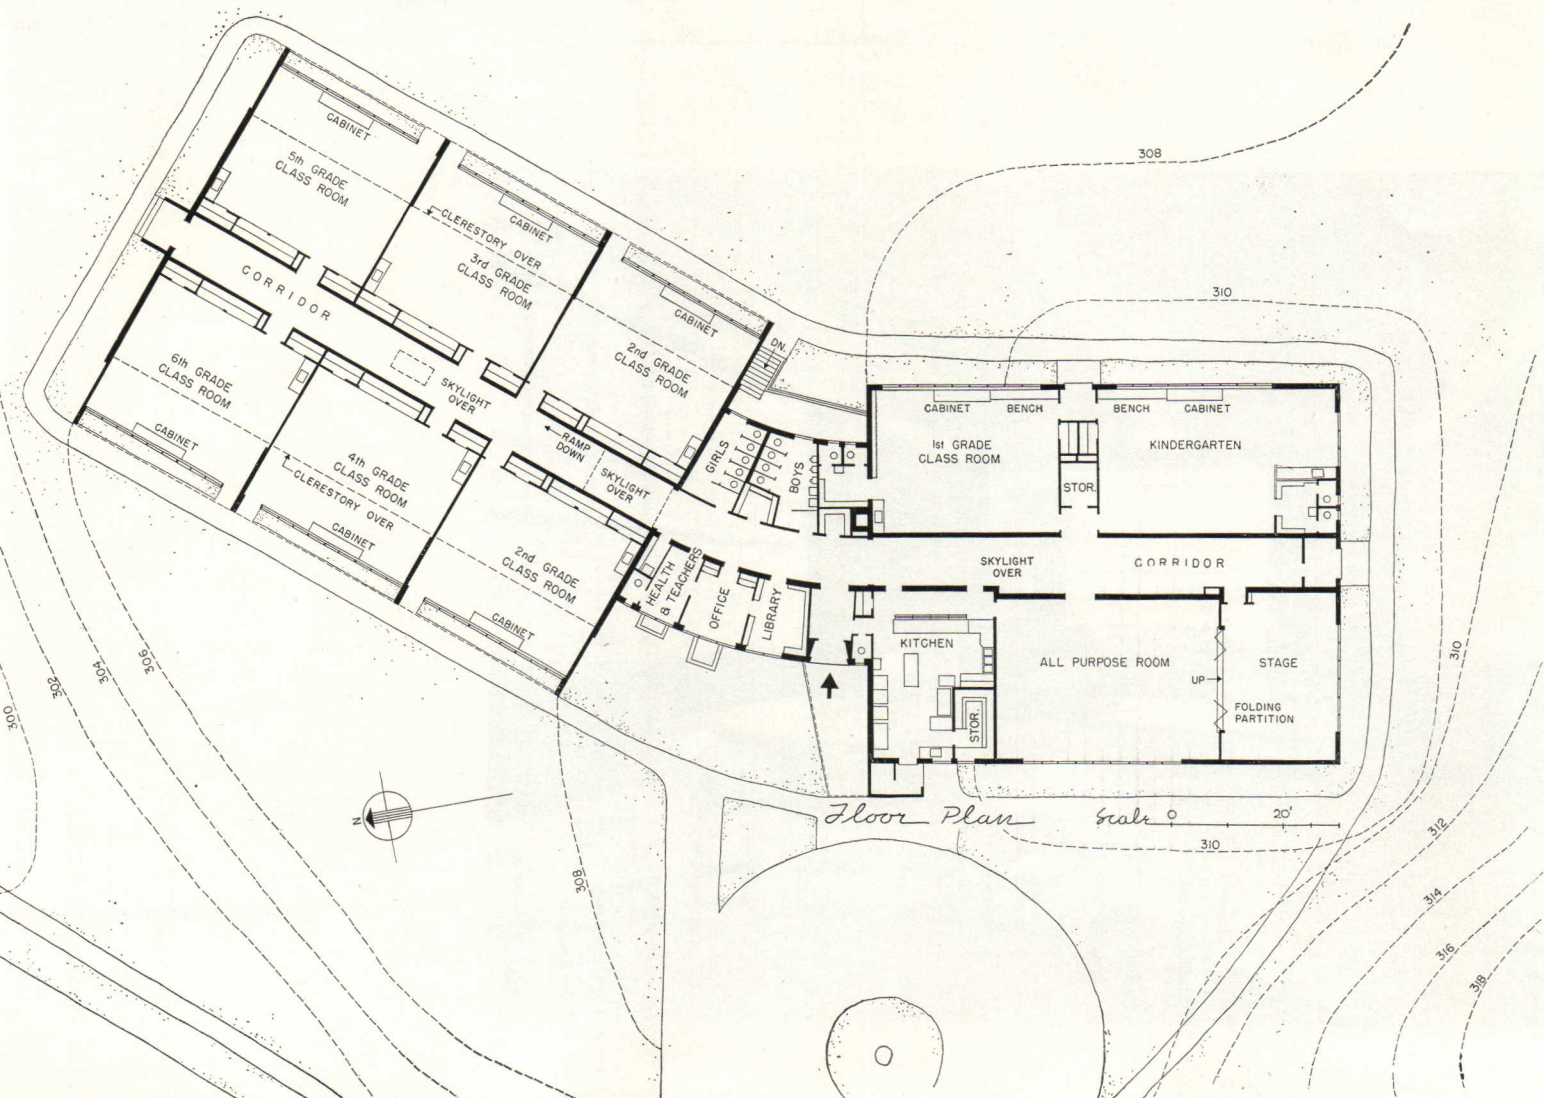 308
310
CABINET
5th GRADE
CLASS ROOM
CLERESTORY OVER
CABINET
3rd GRADE
CLASS ROOM
CORRIDOR
CABINET
2nd GRADE
CLASS ROOM
DN.
6th GRADE
CLASS ROOM
CABINET
SKYLIGHT
OVER
RAMP
DOWN
SKYLIGHT
OVER
4th GRADE
CLASS ROOM
CLERESTORY OVER
CABINET
2nd GRADE
CLASS ROOM
CABINET
GIRLS
BOYS
HEALTH
& TEACHERS
OFFICE
LIBRARY
CABINET
BENCH
1st GRADE
CLASS ROOM
STOR.
BENCH
CABINET
KINDERGARTEN
SKYLIGHT
OVER
CORRIDOR
KITCHEN
STOR.
ALL PURPOSE ROOM
UP
STAGE
FOLDING
PARTITION
300
302
304
306
308
N
Floor Plan
Scale 0 20'
310
310
312
314
316
318